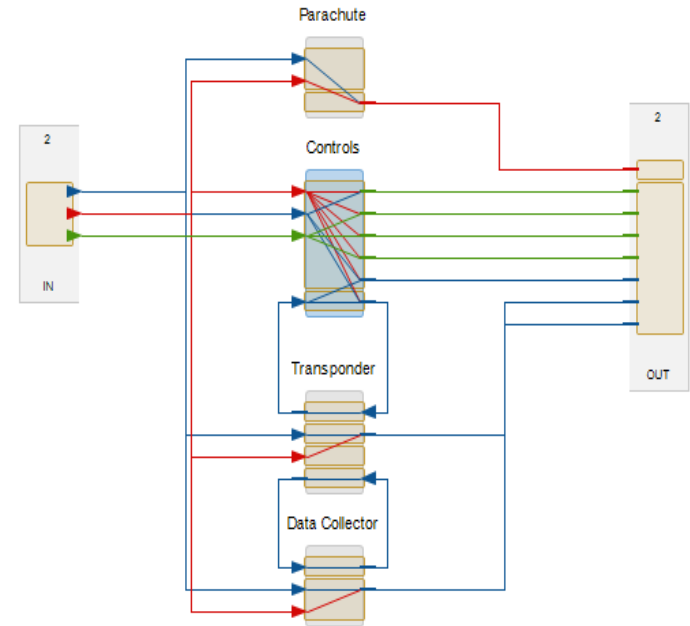 Parachute
2
IN
Controls
Transponder
Data Collector
2
OUT